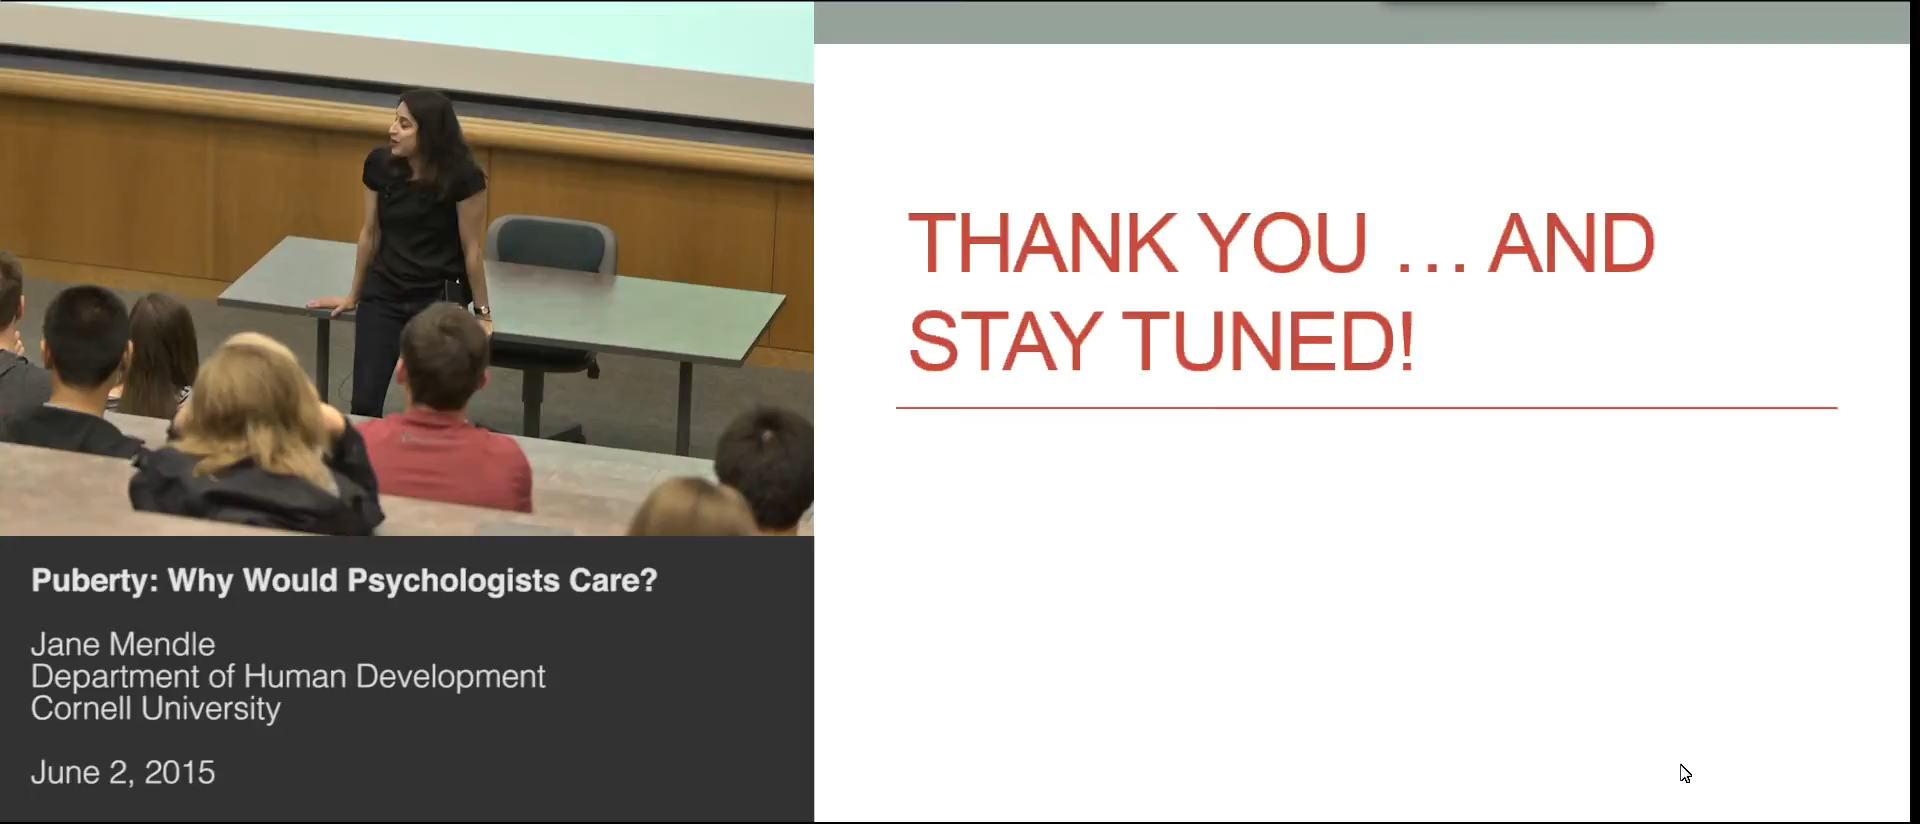 THANK YOU … AND
STAY TUNED!
Puberty: Why Would Psychologists Care?
Jane Mendle
Department of Human Development
Cornell University
June 2, 2015